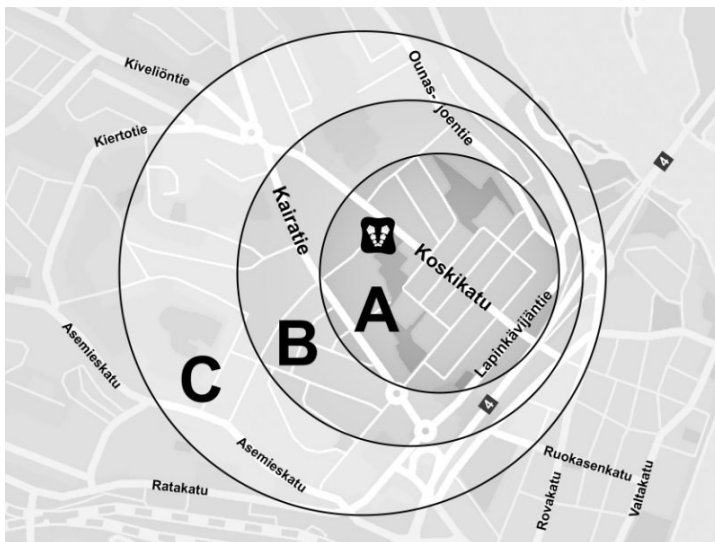 Kiveliöntie
Ounas-
joentie
Kiertotie
4
Kairatie
Koskikatu
A
Lapinkävijäntie
B
Asemieskatu
C
4
Asemieskatu
Ruokasenkatu
Ratakatu
Rovakatu
Valtakatu